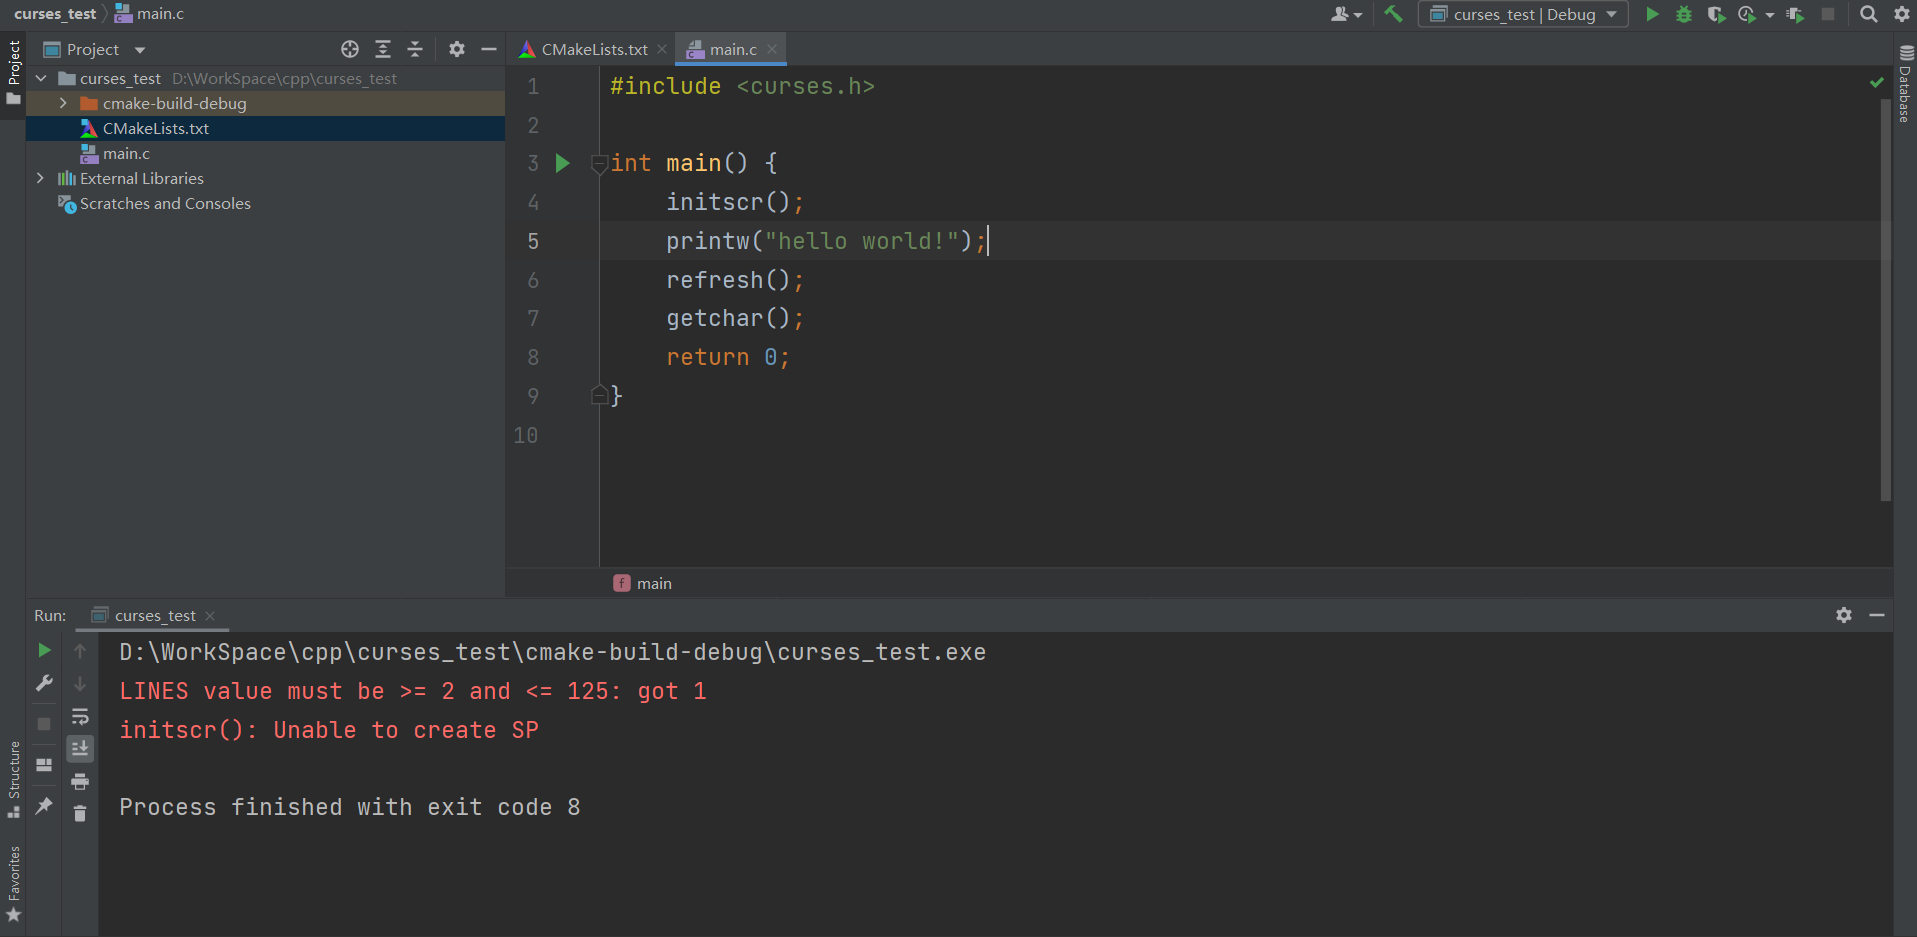 curses_test main.c
curses_test | Debug
Project
Project
CMakeLists.txt
main.c
Database
curses_test D:\WorkSpace\cpp\curses_test
cmake-build-debug
CMakeLists.txt
main.c
External Libraries
Scratches and Consoles
1 #include <curses.h>
2
3 int main() {
4 initscr();
5 printw("hello world!");
6 refresh();
7 getchar();
8 return 0;
9 }
10
f main
Run: curses_test
D:\WorkSpace\cpp\curses_test\cmake-build-debug\curses_test.exe
LINES value must be >= 2 and <= 125: got 1
initscr(): Unable to create SP
Process finished with exit code 8
Structure
Favorites